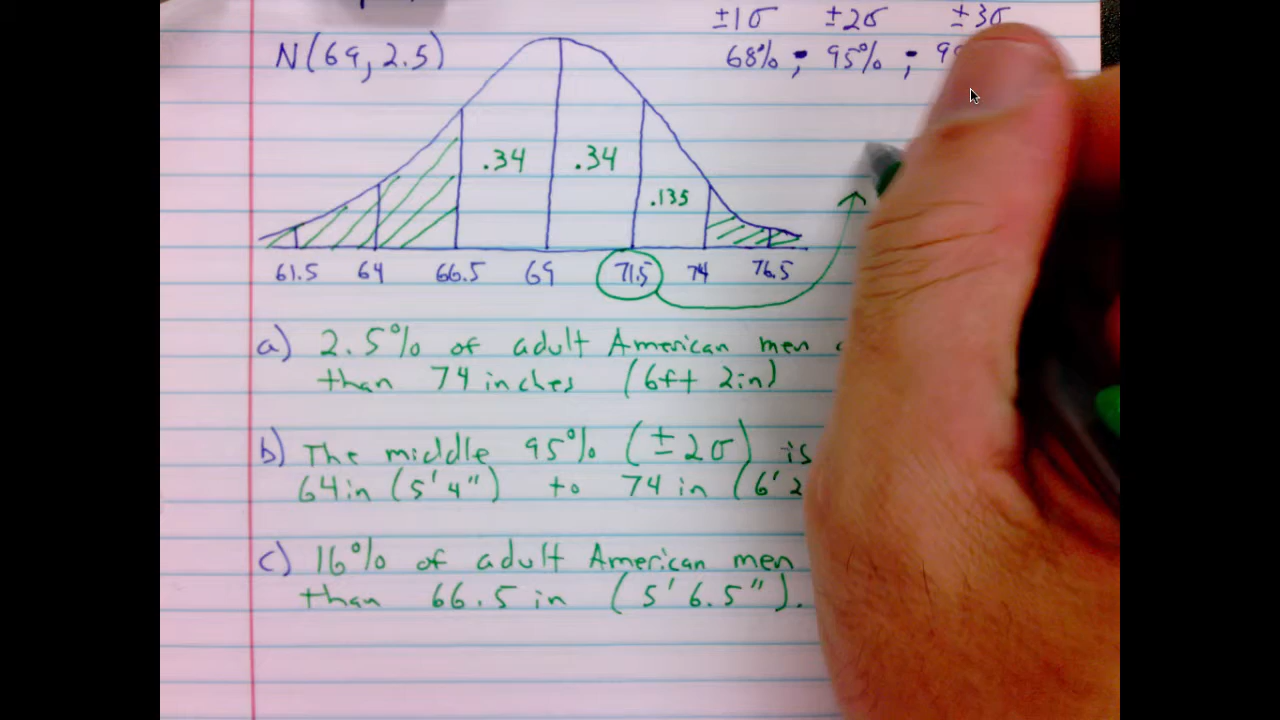 ±1σ ±2σ ±3σ
N(69, 2.5) 68% ; 95% ;
.34 .34
.135
61.5 64 66.5 69 71.5 74 76.5
a) 2.5% of adult American men
than 74 inches (6ft 2in)
b) The middle 95% (±2σ) is
64in (5'4") to 74 in (6'2
c) 16% of adult American men
than 66.5 in (5'6.5").